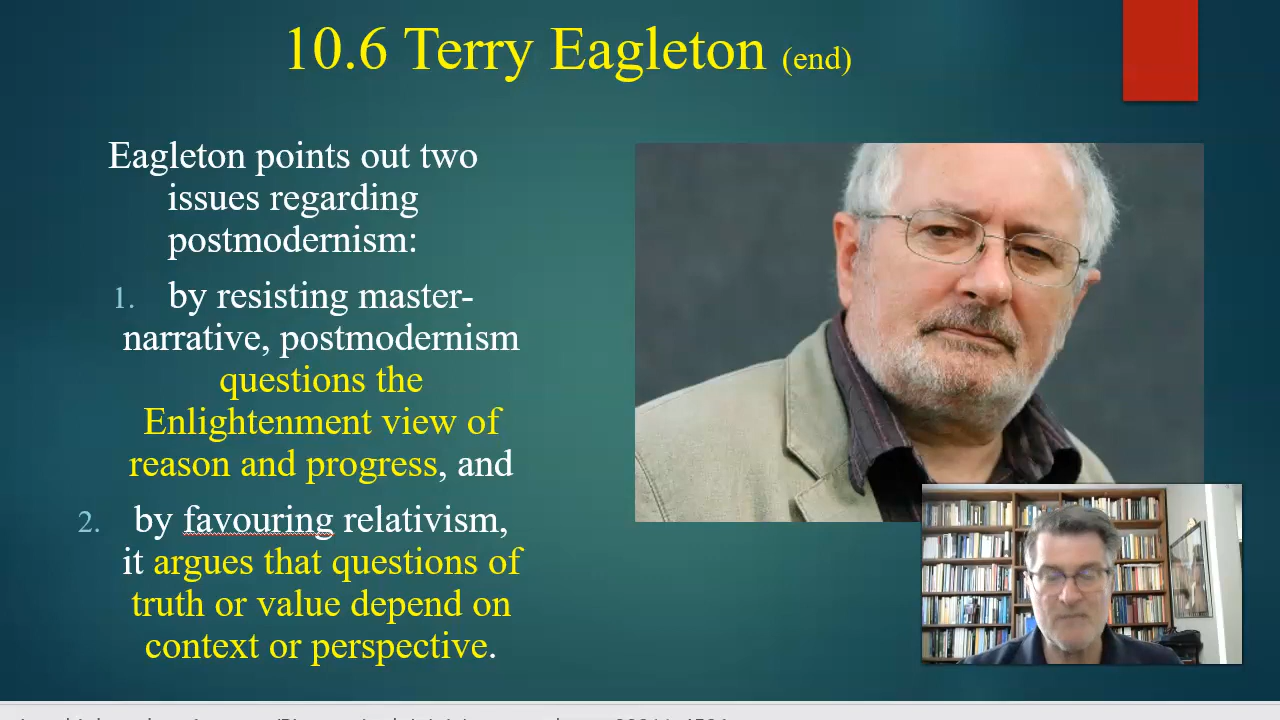 10.6 Terry Eagleton (end)
Eagleton points out two
issues regarding
postmodernism:
1. by resisting master-
narrative, postmodernism
questions the
Enlightenment view of
reason and progress, and
2. by favouring relativism,
it argues that questions of
truth or value depend on
context or perspective.